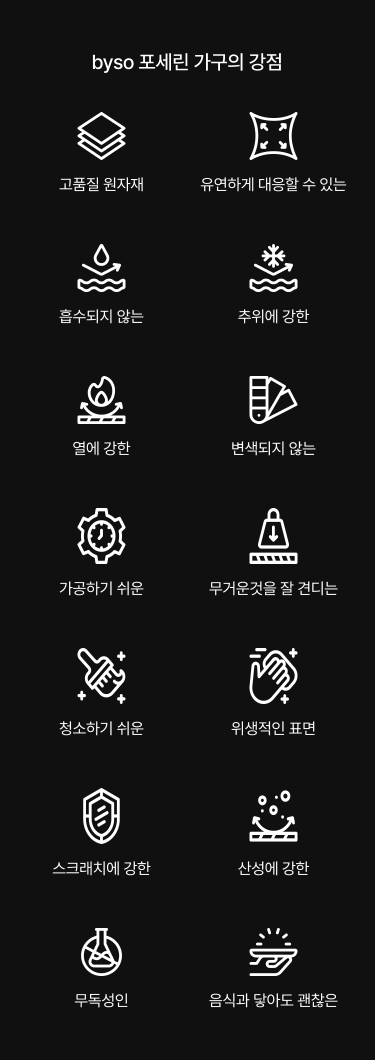 byso 포세린 가구의 강점
고품질 원자재
유연하게 대응할 수 있는
흡수되지 않는
추위에 강한
열에 강한
변색되지 않는
가공하기 쉬운
무거운것을 잘 견디는
청소하기 쉬운
위생적인 표면
스크래치에 강한
산성에 강한
무독성인
음식과 닿아도 괜찮은